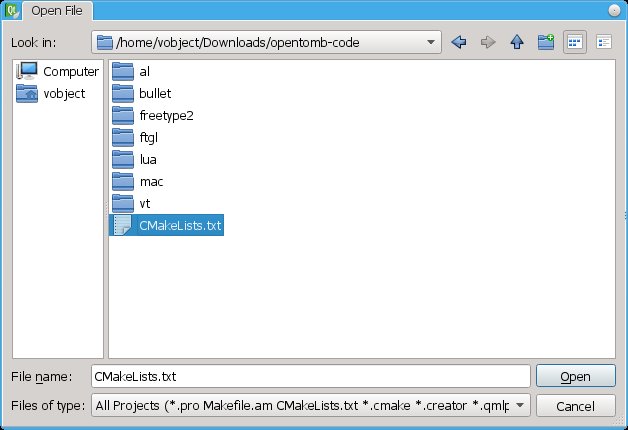 Qt Open File
Look in: /home/vobject/Downloads/opentomb-code
Computer
vobject
al
bullet
freetype2
ftgl
lua
mac
vt
CMakeLists.txt
File name: CMakeLists.txt Open
Files of type: All Projects (*.pro Makefile.am CMakeLists.txt *.cmake *.creator *.qmlp Cancel